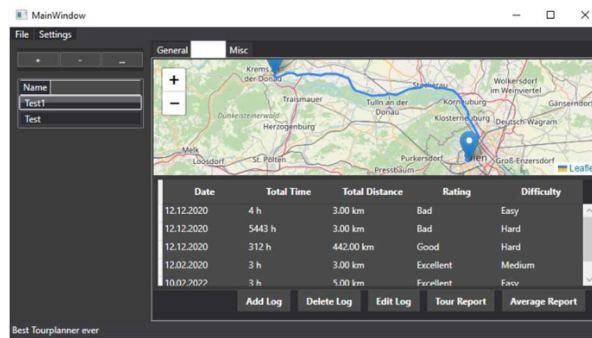 MainWindow
File Settings
+ - ...
General Misc
Name
Test1
Test
+
−
Krems
der Donau
Traismauer
Tulln an der
Donau
Korneuburg
Wolkersdorf
im Weinviertel
Gänserndorf
Dunkelsteinerwald
Herzogenburg
Klosterneuburg
Deutsch-Wagram
Melk
Loosdorf
St. Pölten
Purkersdorf
Wien
Groß-Enzersdorf
Pressbaum
Leaflet
Date Total Time Total Distance Rating Difficulty
12.12.2020 4 h 3.00 km Bad Easy
12.12.2020 5443 h 3.00 km Bad Hard
12.12.2020 312 h 442.00 km Good Hard
12.02.2020 3 h 3.00 km Excellent Medium
10.02.2022 3 h 5.00 km Excellent Easy
Add Log Delete Log Edit Log Tour Report Average Report
Best Tourplanner ever